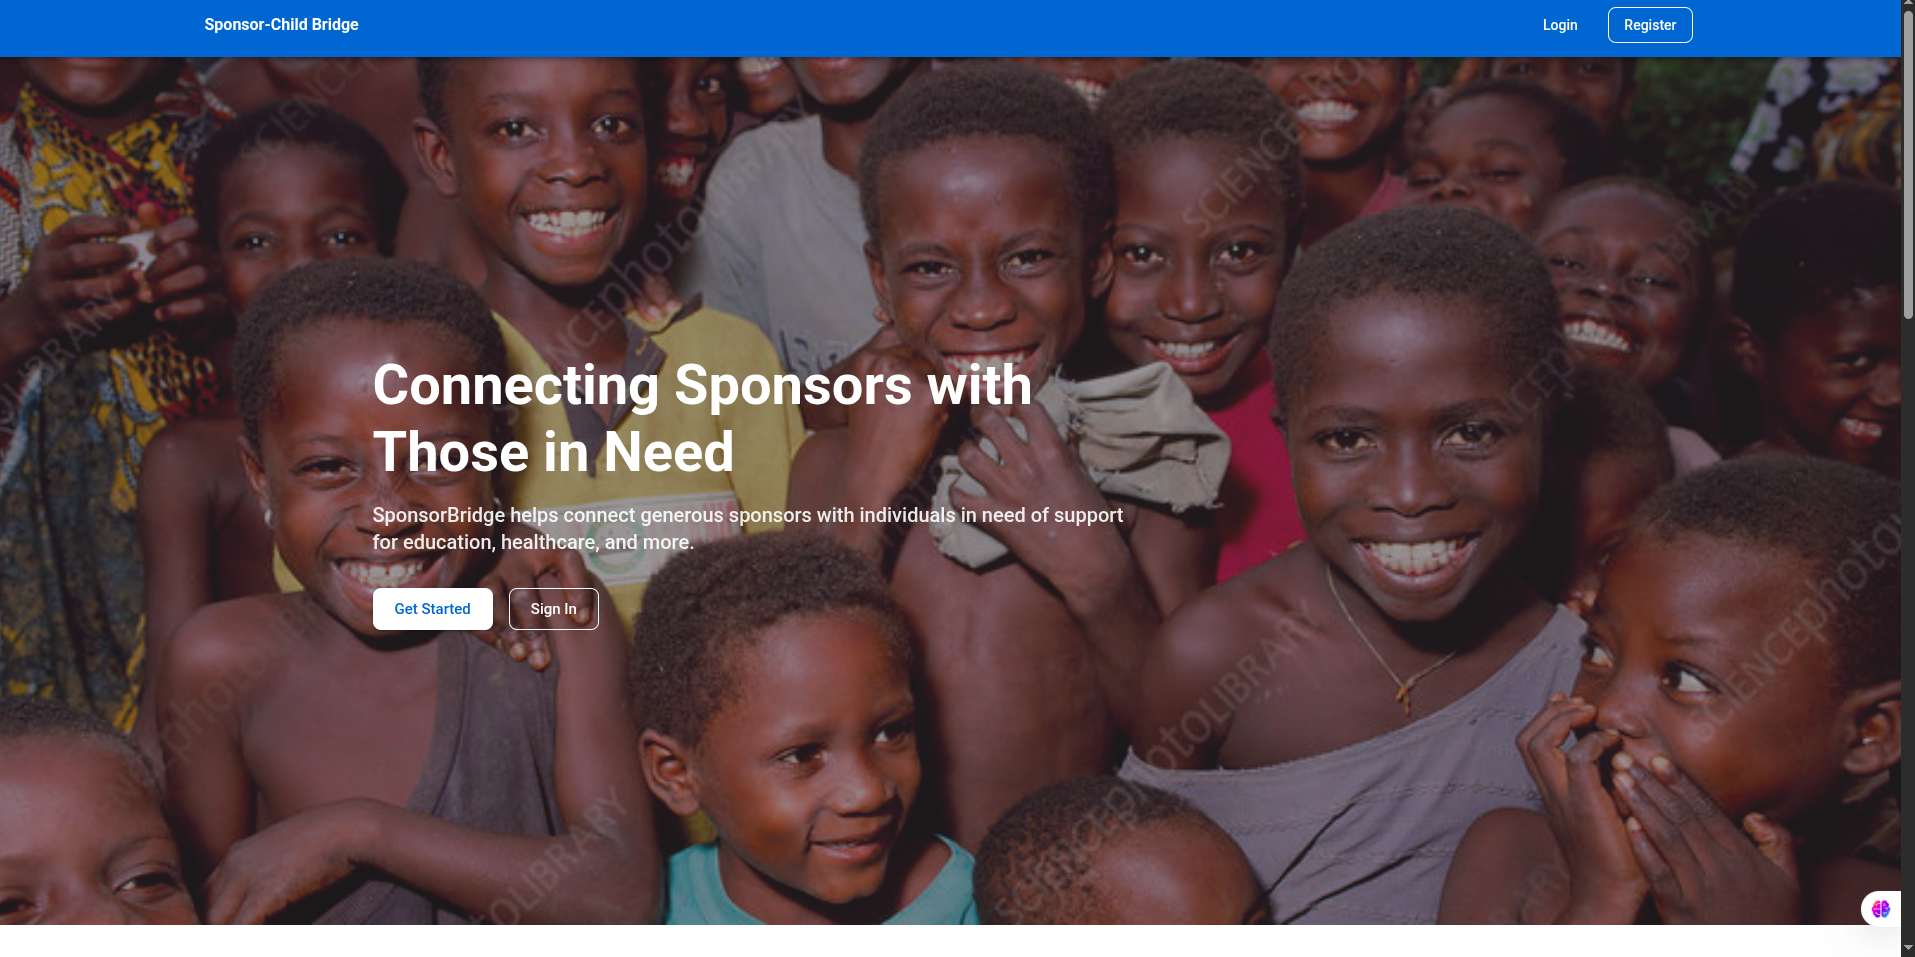 Sponsor-Child Bridge
Login
Register
Connecting Sponsors with
Those in Need
SponsorBridge helps connect generous sponsors with individuals in need of support
for education, healthcare, and more.
Get Started
Sign In
SCIENCEphotoLIBRARY